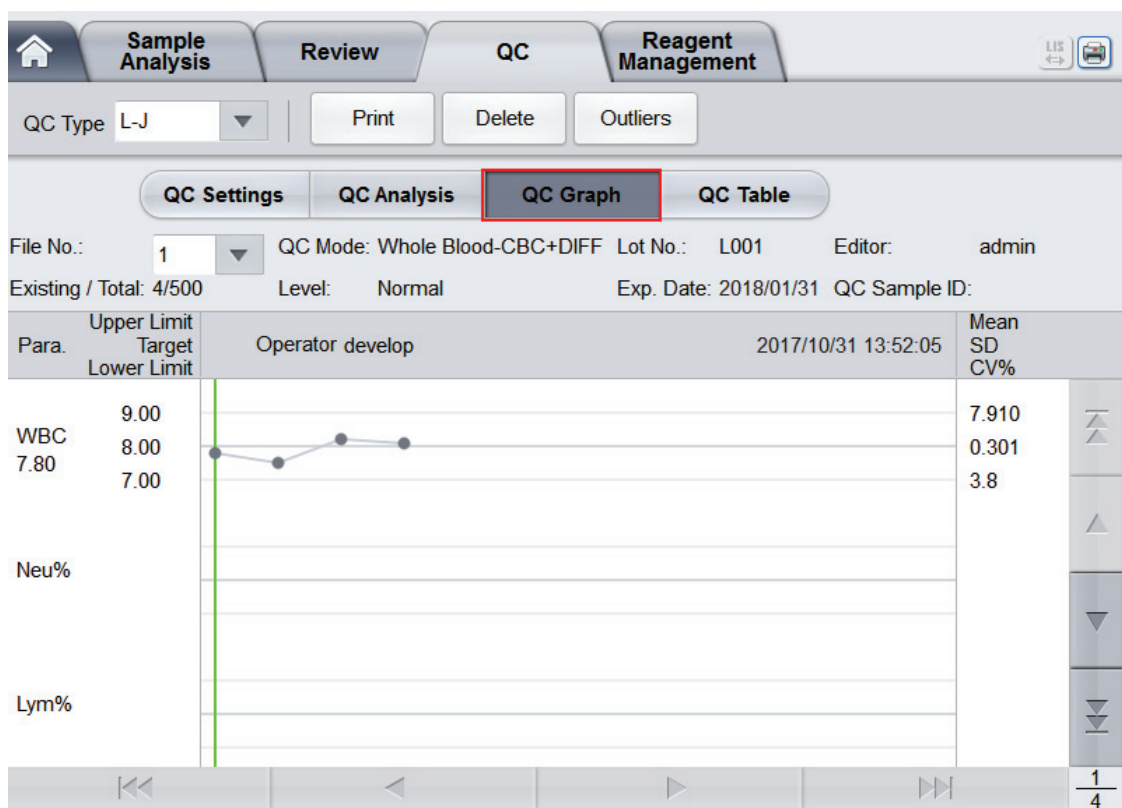 Sample Analysis Review QC Reagent Management LIS
QC Type L-J Print Delete Outliers
QC Settings QC Analysis QC Graph QC Table
File No.: 1 QC Mode: Whole Blood-CBC+DIFF Lot No.: L001 Editor: admin
Existing / Total: 4/500 Level: Normal Exp. Date: 2018/01/31 QC Sample ID:
Para.
Upper Limit
Target
Lower Limit
Operator develop 2017/10/31 13:52:05
Mean
SD
CV%
WBC
7.80
9.00
8.00
7.00
7.910
0.301
3.8
Neu%
Lym%
1
4